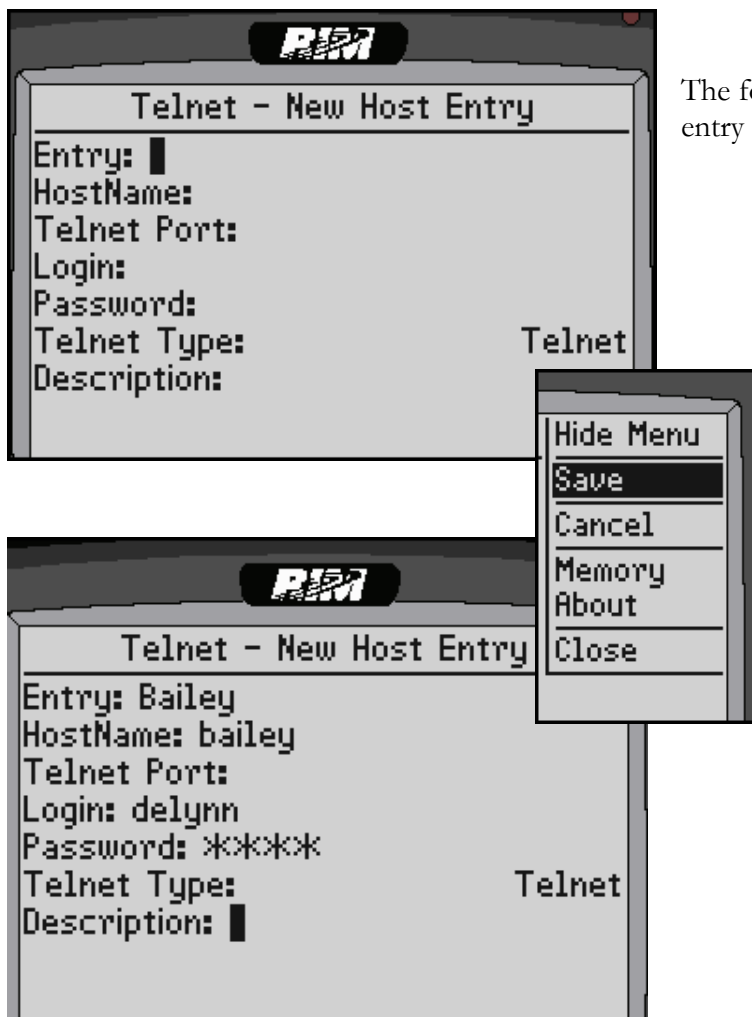 RIM
Telnet - New Host Entry
Entry:
HostName:
Telnet Port:
Login:
Password:
Telnet Type: Telnet
Description:
The
entry
Hide Menu
Save
Cancel
Memory
About
Close
RIM
Telnet - New Host Entry
Entry: Bailey
HostName: bailey
Telnet Port:
Login: delynn
Password: ****
Telnet Type: Telnet
Description: